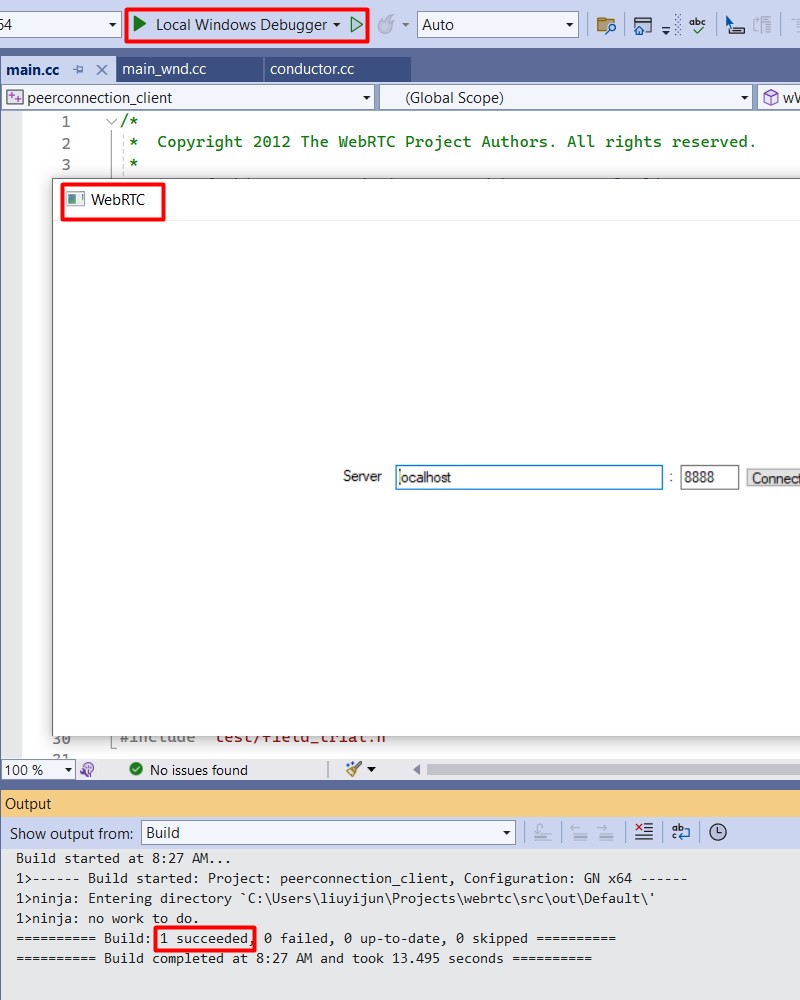 64 Local Windows Debugger Auto abc
main.cc main_wnd.cc conductor.cc
peerconnection_client (Global Scope)
1 /*
2 * Copyright 2012 The WebRTC Project Authors. All rights reserved.
3 *
WebRTC
Server localhost : 8888 Connect
30 #include "test/field_trial.h"
31
100 % No issues found
Output
Show output from: Build
Build started at 8:27 AM...
1>------ Build started: Project: peerconnection_client, Configuration: GN x64 ------
1>ninja: Entering directory `C:\Users\liuyijun\Projects\webrtc\src\out\Default\'
1>ninja: no work to do.
========== Build: 1 succeeded, 0 failed, 0 up-to-date, 0 skipped ==========
========== Build completed at 8:27 AM and took 13.495 seconds ==========